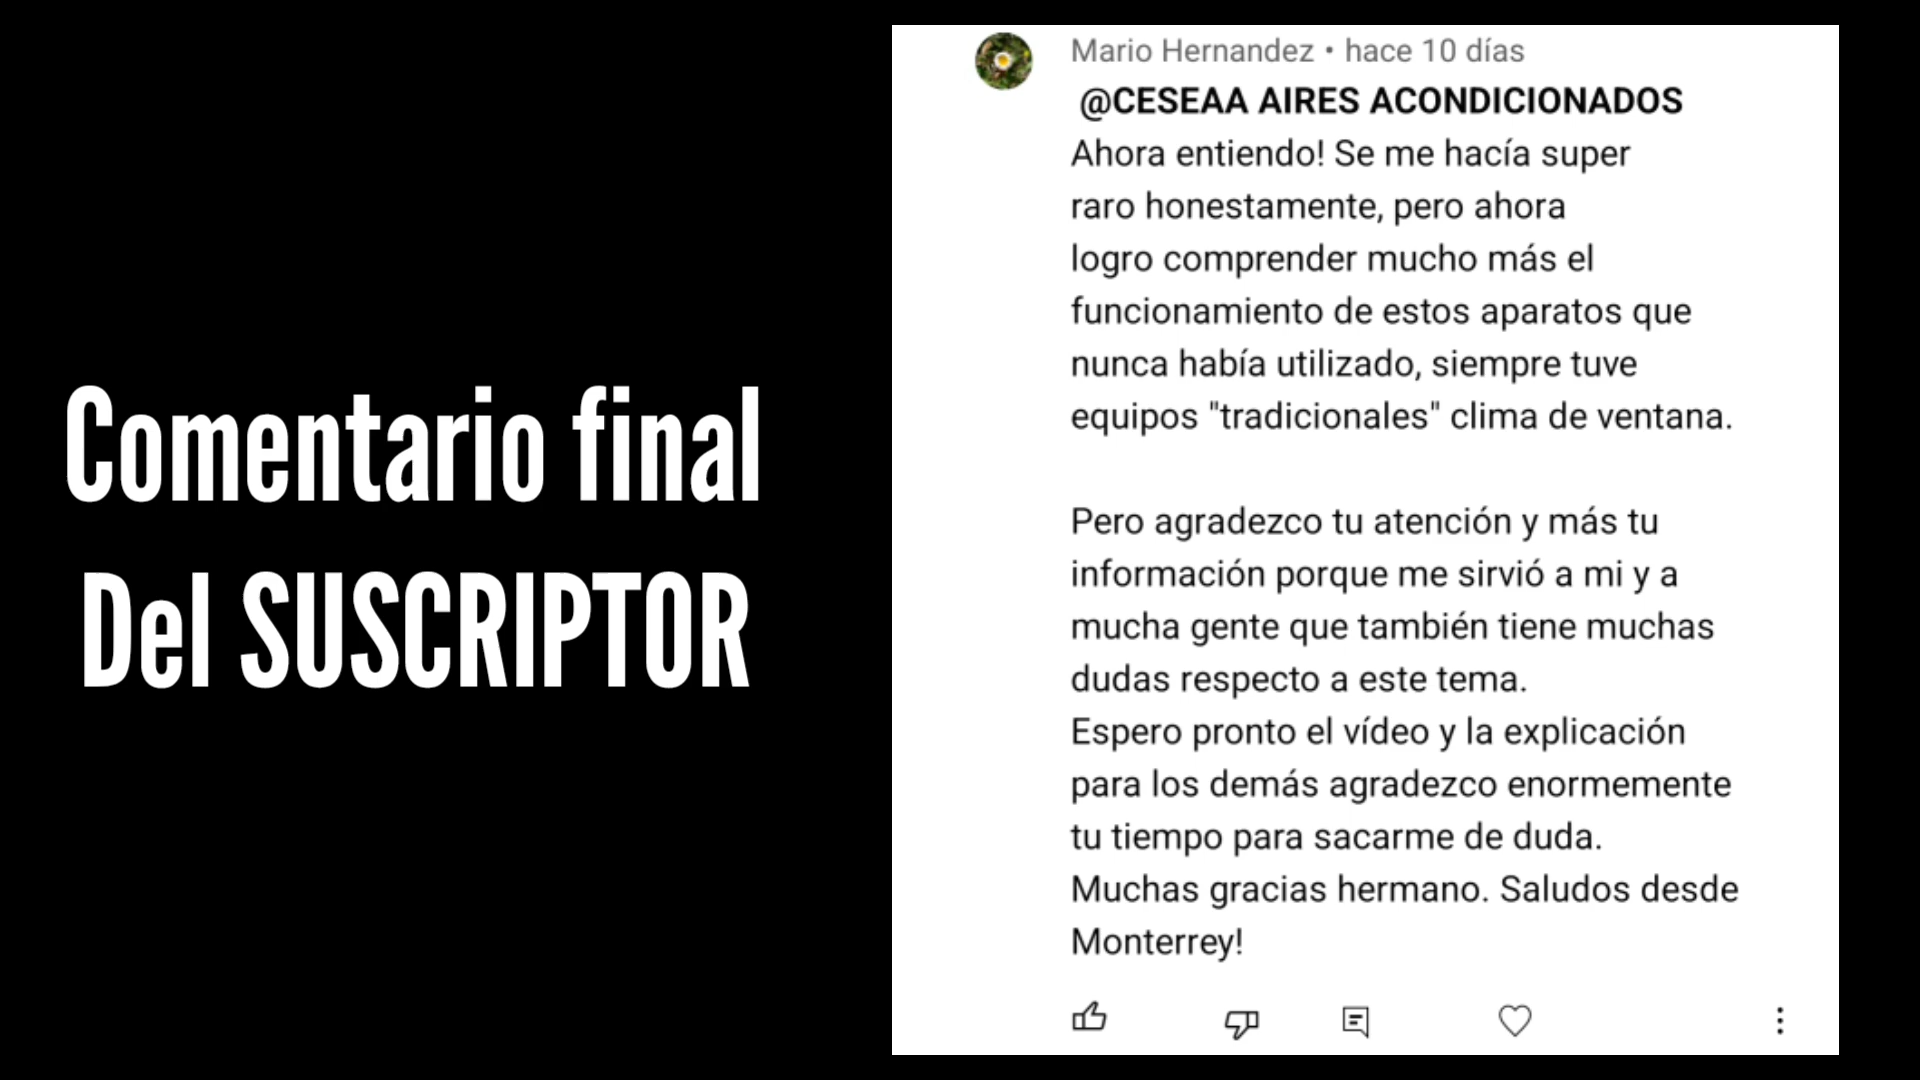 Comentario final
Del SUSCRIPTOR
Mario Hernandez • hace 10 días
@CESEAA AIRES ACONDICIONADOS
Ahora entiendo! Se me hacía super
raro honestamente, pero ahora
logro comprender mucho más el
funcionamiento de estos aparatos que
nunca había utilizado, siempre tuve
equipos "tradicionales" clima de ventana.
Pero agradezco tu atención y más tu
información porque me sirvió a mi y a
mucha gente que también tiene muchas
dudas respecto a este tema.
Espero pronto el vídeo y la explicación
para los demás agradezco enormemente
tu tiempo para sacarme de duda.
Muchas gracias hermano. Saludos desde
Monterrey!